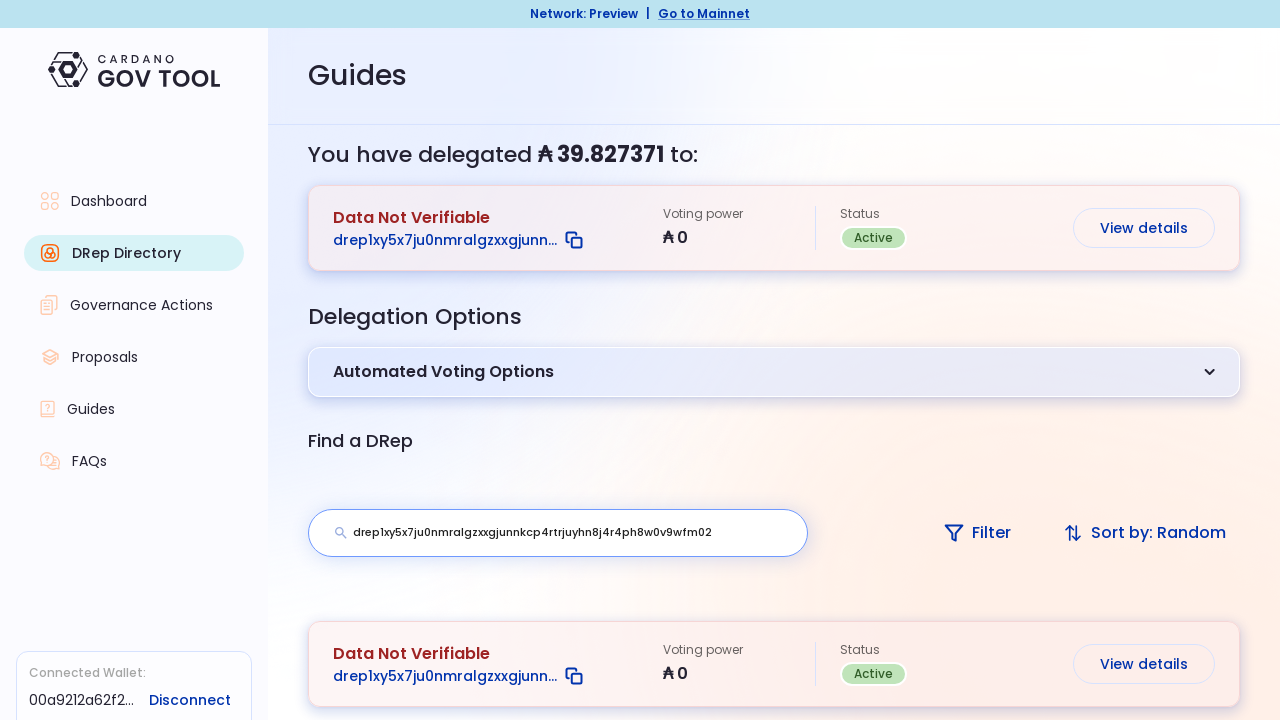 Network: Preview | Go to Mainnet
CARDANO
GOV TOOL
Dashboard
DRep Directory
Governance Actions
Proposals
Guides
FAQs
Connected Wallet:
00a9212a62f2... Disconnect
Guides
You have delegated ₳ 39.827371 to:
Data Not Verifiable
drep1xy5x7ju0nmralgzxxgjunn...
Voting power
₳ 0
Status
Active
View details
Delegation Options
Automated Voting Options
Find a DRep
drep1xy5x7ju0nmralgzxxgjunnkcp4rtrjuyhn8j4r4ph8w0v9wfm02
Filter
Sort by: Random
Data Not Verifiable
drep1xy5x7ju0nmralgzxxgjunn...
Voting power
₳ 0
Status
Active
View details